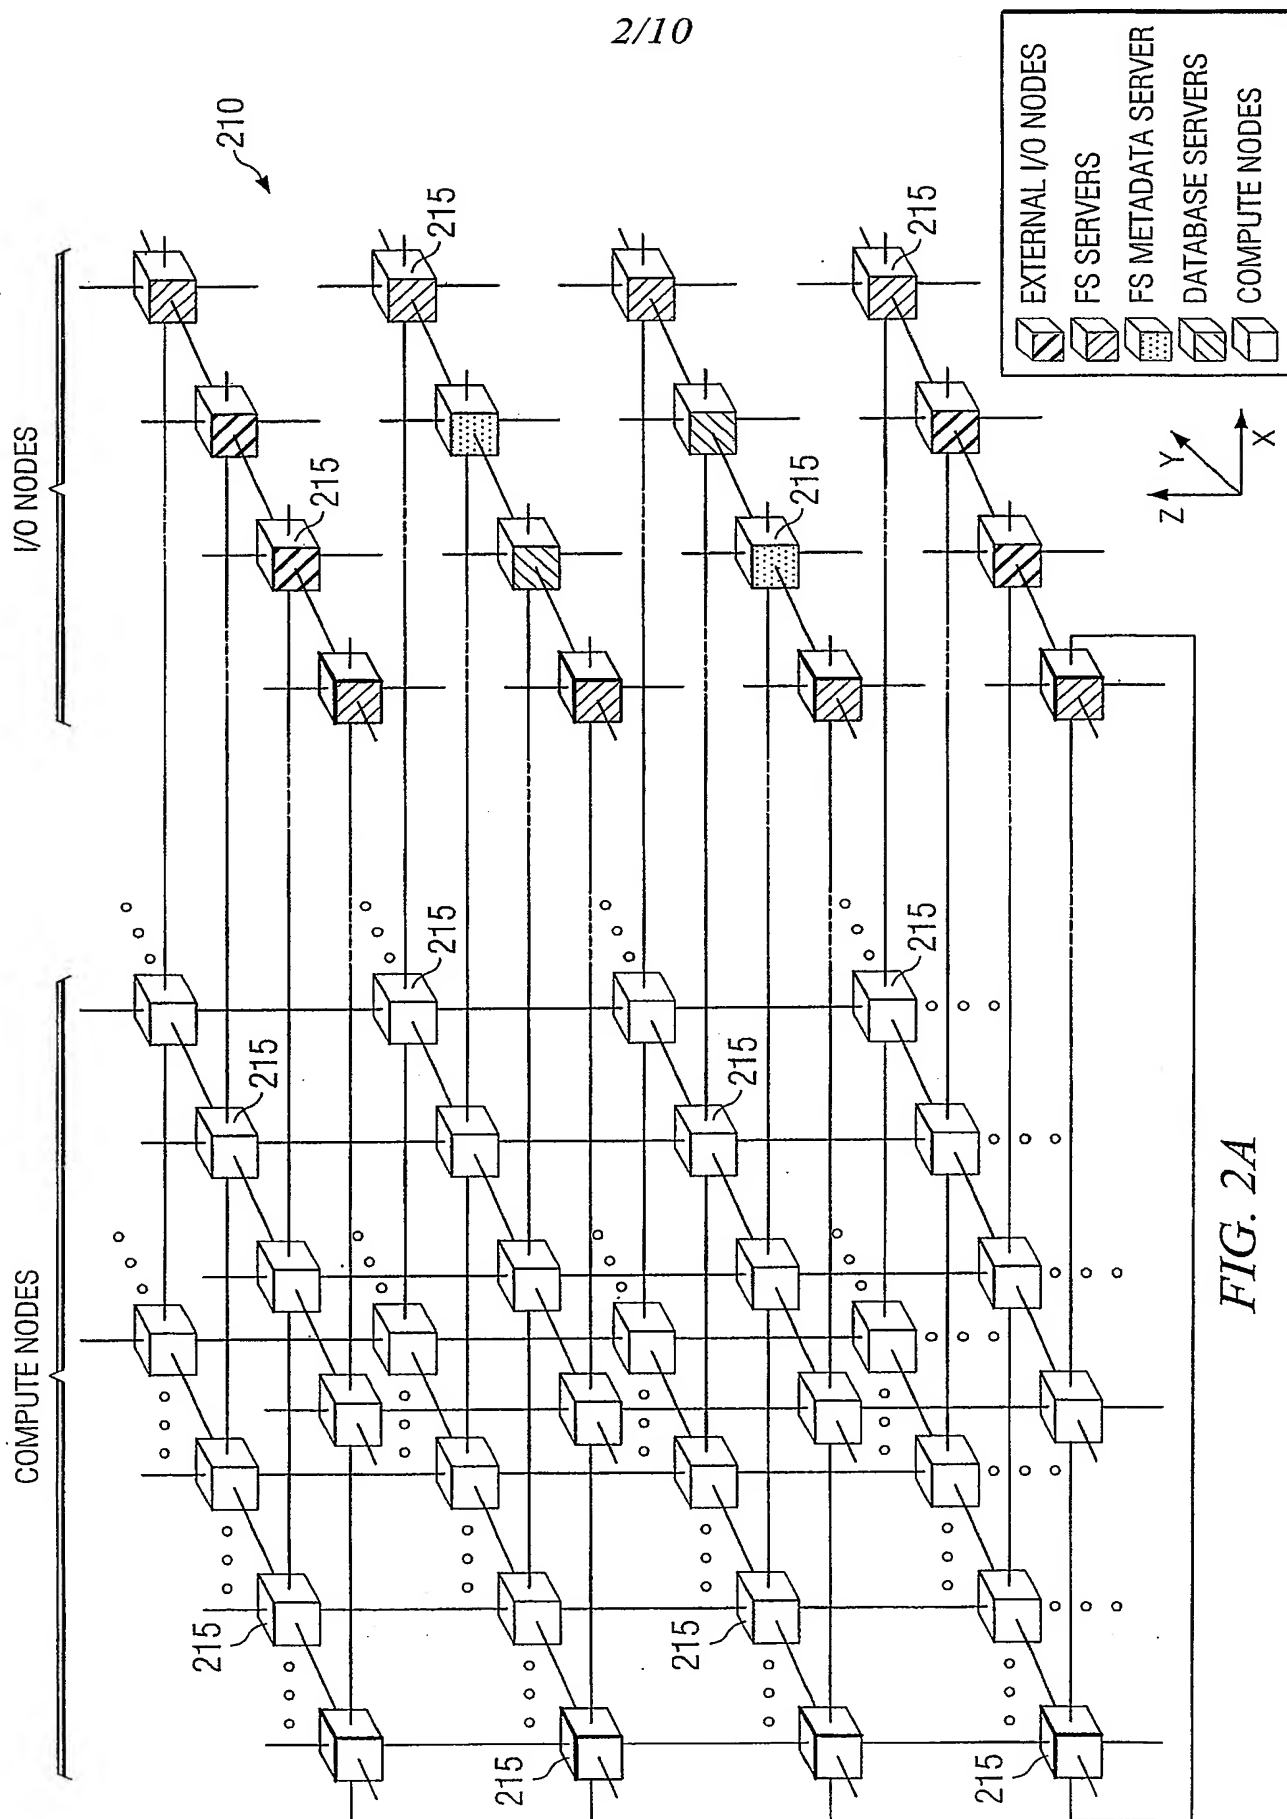 2/10
COMPUTE NODES
I/O NODES
210
215
215
215
215
215
215
215
215
215
215
215
215
Z
Y
X
EXTERNAL I/O NODES
FS SERVERS
FS METADATA SERVER
DATABASE SERVERS
COMPUTE NODES
FIG. 2A